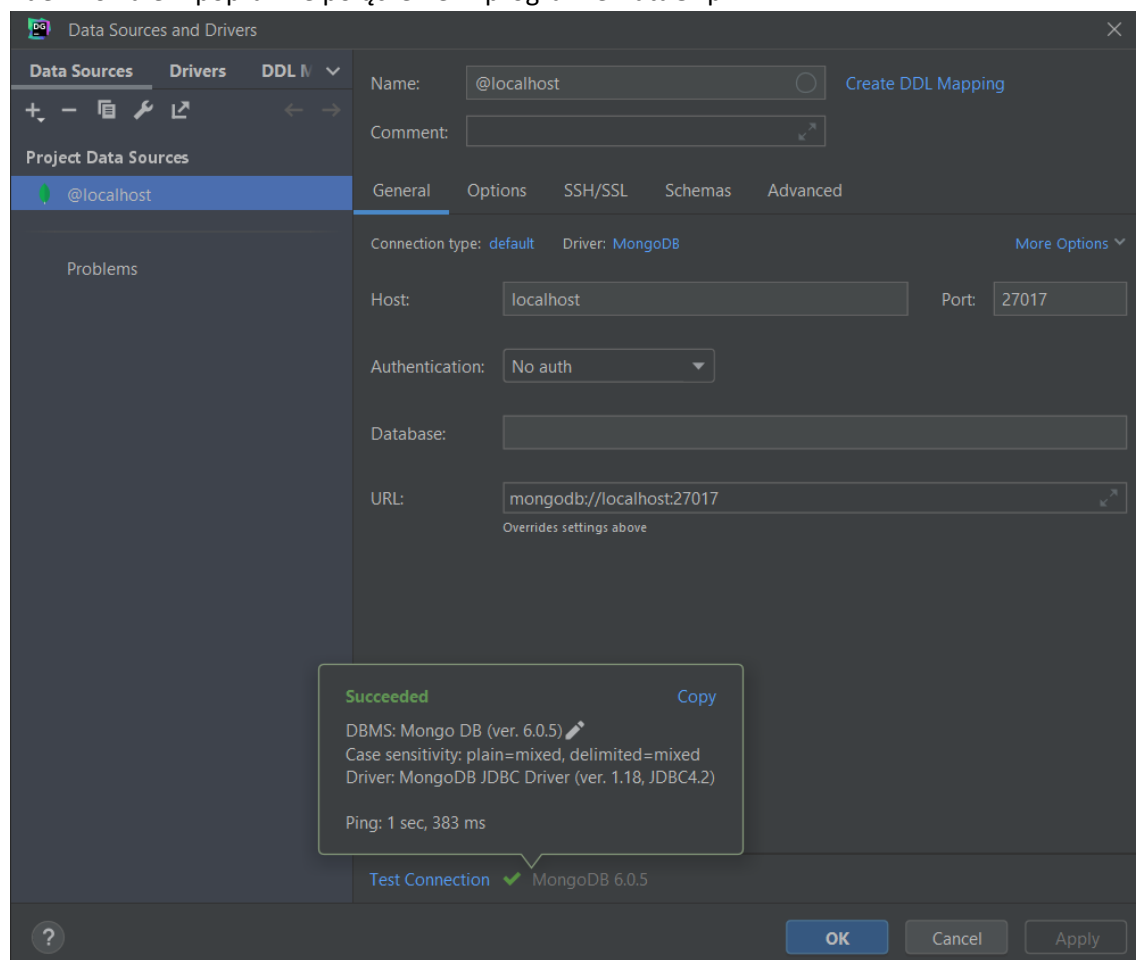 Data Sources and Drivers
Data Sources Drivers DDL
Name: @localhost Create DDL Mapping
Comment:
Project Data Sources
@localhost
General Options SSH/SSL Schemas Advanced
Connection type: default Driver: MongoDB More Options
Problems
Host: localhost Port: 27017
Authentication: No auth
Database:
URL: mongodb://localhost:27017
Overrides settings above
Succeeded Copy
DBMS: Mongo DB (ver. 6.0.5)
Case sensitivity: plain=mixed, delimited=mixed
Driver: MongoDB JDBC Driver (ver. 1.18, JDBC4.2)
Ping: 1 sec, 383 ms
Test Connection MongoDB 6.0.5
? OK Cancel Apply